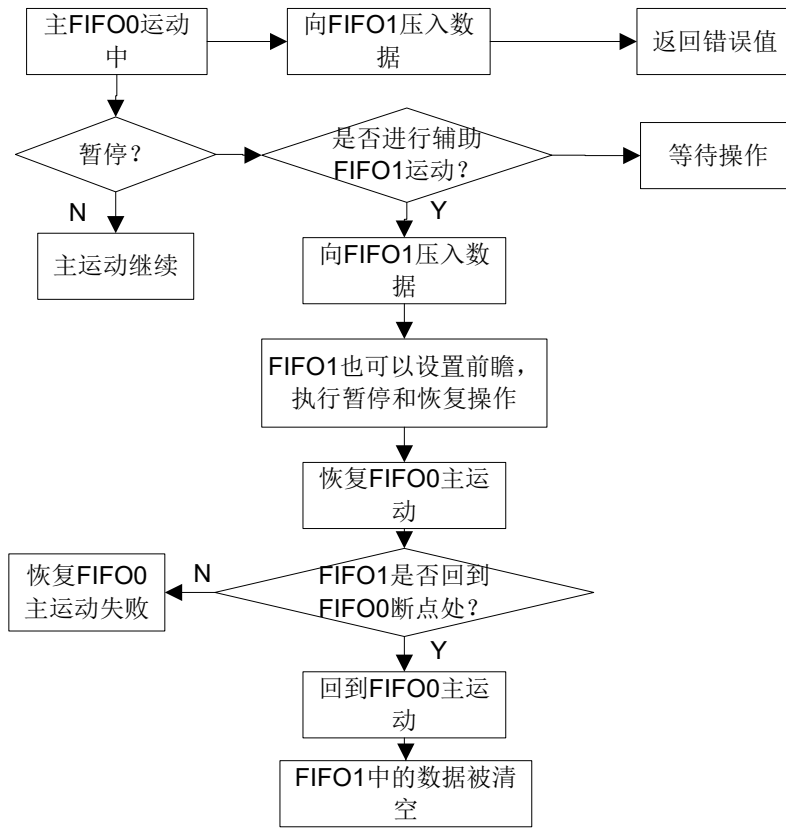 主FIFO0运动
中
向FIFO1压入数
据
返回错误值
暂停?
是否进行辅助
FIFO1运动?
等待操作
N
Y
主运动继续
向FIFO1压入数
据
FIFO1也可以设置前瞻，
执行暂停和恢复操作
恢复FIFO0主运
动
恢复FIFO0
主运动失败
N
FIFO1是否回到
FIFO0断点处?
Y
回到FIFO0主运
动
FIFO1中的数据被清
空